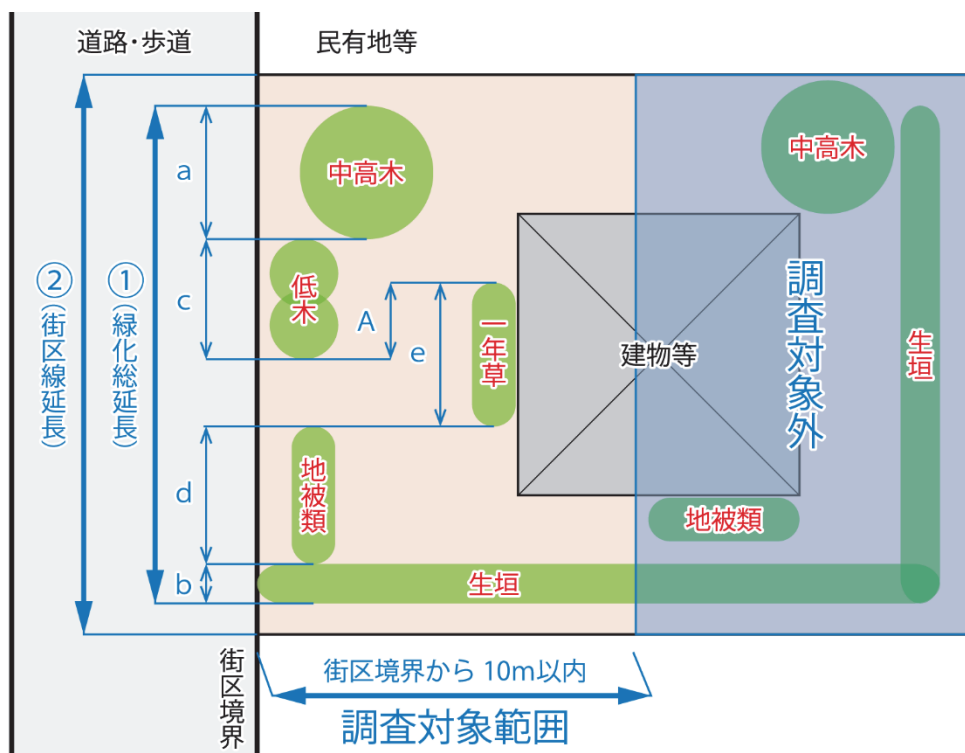 道路・歩道
民有地等
②(街区線延長)
①(緑化総延長)
a
中高木
中高木
c
低木
A
e
一年草
建物等
調査対象外
生垣
d
地被類
地被類
b
生垣
街区境界
街区境界から 10m以内
調査対象範囲